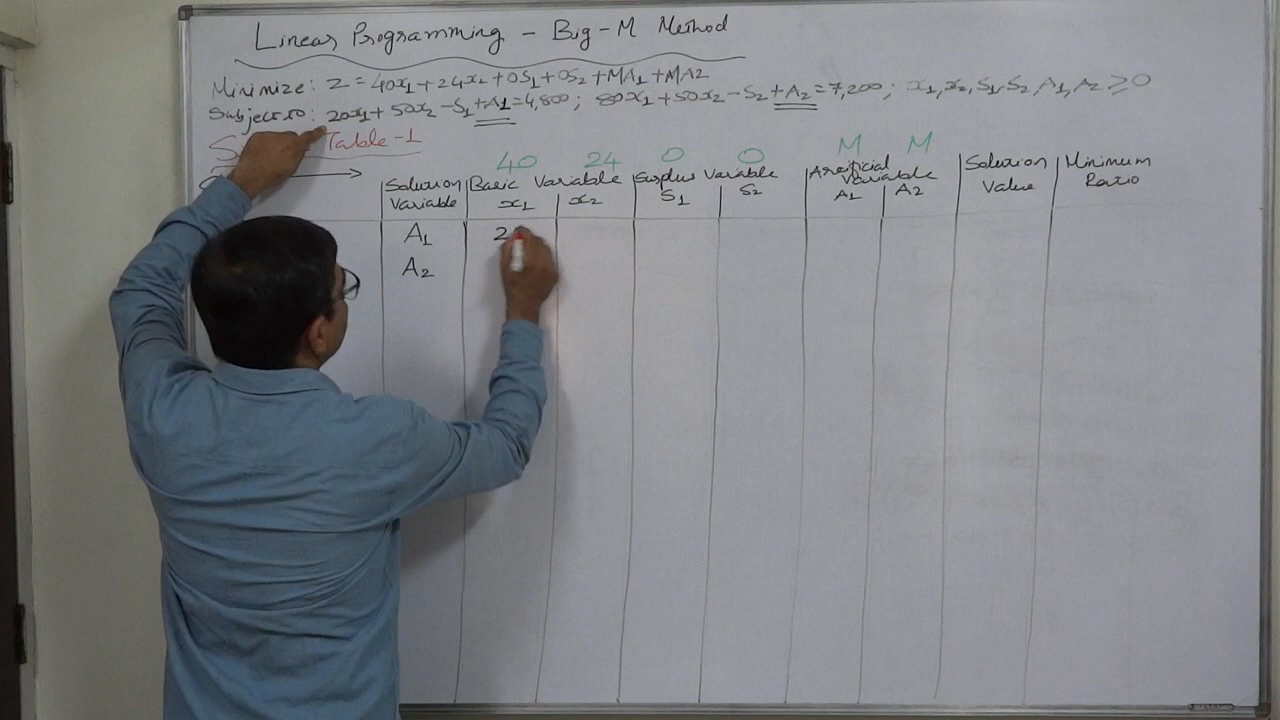 Linear Programming - Big-M Method
Minimize: Z = 40x1 + 24x2 + 0S1 + 0S2 + MA1 + MA2
Subject to: 20x1 + 50x2 - S1 + A1 = 4,800; 80x1 + 50x2 - S2 + A2 = 7,200; x1, x2, S1, S2, A1, A2 ≥ 0
Table-1
40 24 0 0 M M
Solution Variable
Basic Variable
x1 x2
Surplus Variable
S1 S2
Artificial Variable
A1 A2
Solution Value
Minimum Ratio
A1 2
A2